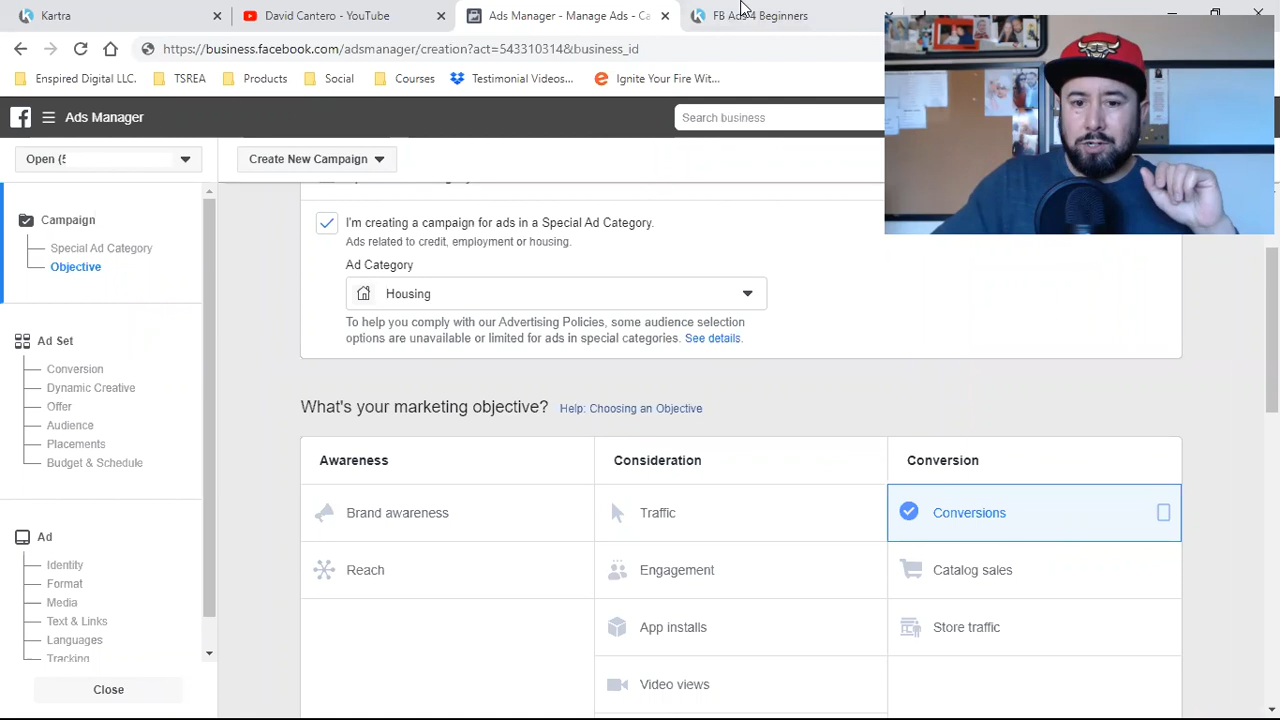 Kartra
David Cantero - YouTube
Ads Manager - Manage Ads - Ca
FB Ads 4 Beginners
https://business.facebook.com/adsmanager/creation?act=543310314&business_id
Enspired Digital LLC.
TSREA
Products
Social
Courses
Testimonial Videos...
Ignite Your Fire Wit...
Ads Manager
Search business
Open (5
Create New Campaign
Campaign
Special Ad Category
Objective
Ad Set
Conversion
Dynamic Creative
Offer
Audience
Placements
Budget & Schedule
Ad
Identity
Format
Media
Text & Links
Languages
Tracking
Close
I'm creating a campaign for ads in a Special Ad Category.
Ads related to credit, employment or housing.
Ad Category
Housing
To help you comply with our Advertising Policies, some audience selection
options are unavailable or limited for ads in special categories. See details.
What's your marketing objective? Help: Choosing an Objective
Awareness
Consideration
Conversion
Brand awareness
Traffic
Conversions
Reach
Engagement
Catalog sales
App installs
Store traffic
Video views